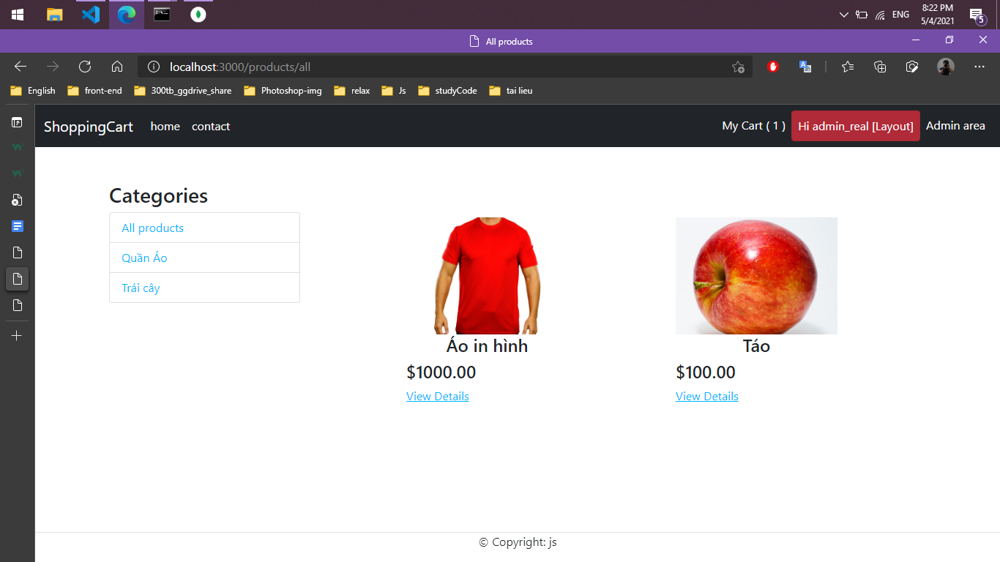 ENG
8:22 PM
5/4/2021
5
All products
localhost:3000/products/all
English front-end 300tb_ggdrive_share Photoshop-img relax Js studyCode tai lieu
ShoppingCart home contact My Cart ( 1 ) Hi admin_real [Layout] Admin area
Categories
All products
Quần Áo
Trái cây
Áo in hình
$1000.00
View Details
Táo
$100.00
View Details
© Copyright: js